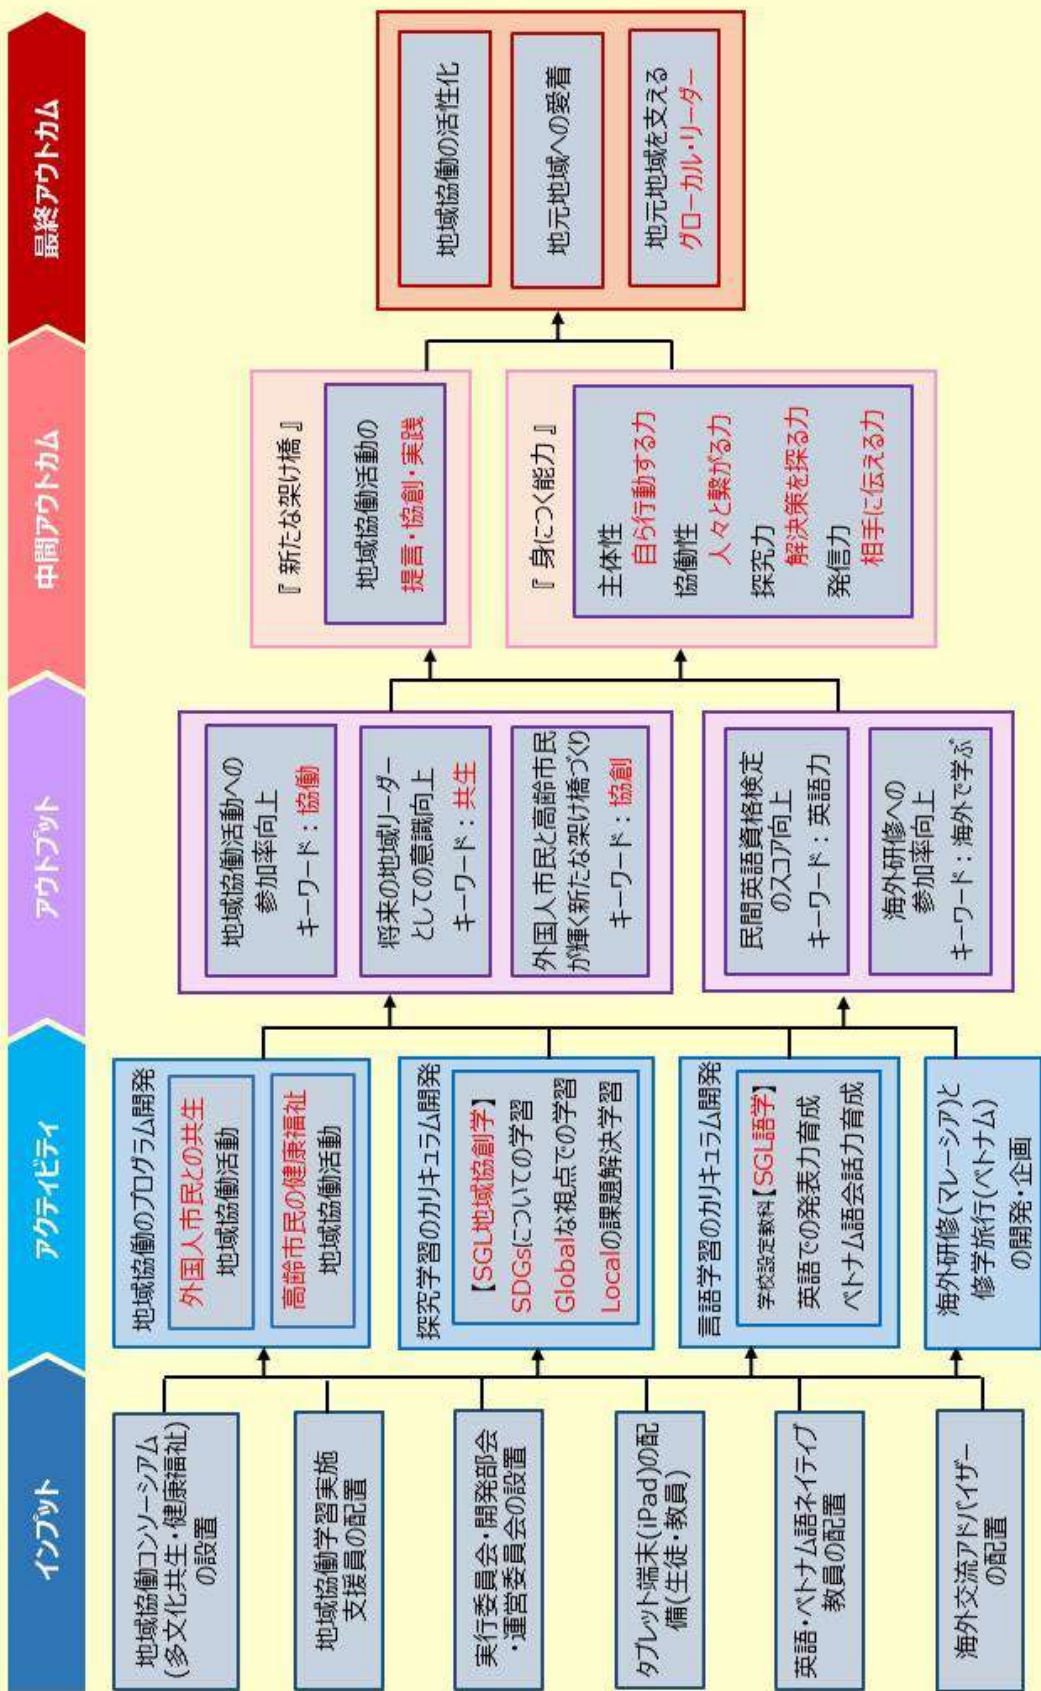 インプット
アクティビティ
アウトプット
中間アウトカム
最終アウトカム
地域協働コンソーシアム
(多文化共生・健康福祉)
の設置
地域協働学習実施
支援員の配置
実行委員会・開発部会
・運営委員会の設置
タブレット端末(iPad)の配
備(生徒・教員)
英語・ベトナム語ネイティブ
教員の配置
海外交流アドバイザー
の配置
地域協働のプログラム開発
外国人市民との共生
地域協働活動
高齢市民の健康福祉
地域協働活動
探究学習のカリキュラム開発
【SGL地域協創学】
SDGsについての学習
Globalな視点での学習
Localの課題解決学習
言語学習のカリキュラム開発
学校設定教科【SGL語学】
英語での発表力育成
ベトナム語会話力育成
海外研修(マレーシア)と
修学旅行(ベトナム)
の開発・企画
地域協働活動への
参加率向上
キーワード：協働
将来の地域リーダー
としての意識向上
キーワード：共生
外国人市民と高齢市民
が輝く新たな架け橋づくり
キーワード：協創
民間英語資格検定
のスコア向上
キーワード：英語力
海外研修への
参加率向上
キーワード：海外で学ぶ
『 新たな架け橋 』
地域協働活動の
提言・協創・実践
『 身につく能力 』
主体性
自ら行動する力
協働性
人々と繋がる力
探究力
解決策を探る力
発信力
相手に伝える力
地域協働の活性化
地元地域への愛着
地元地域を支える
グローカル・リーダー